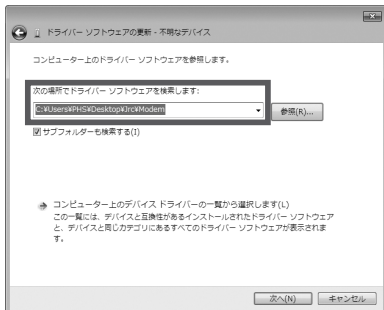 ドライバー ソフトウェアの更新 - 不明なデバイス
コンピューター上のドライバー ソフトウェアを参照します。
次の場所でドライバー ソフトウェアを検索します:
C:¥Users¥PHS¥Desktop¥Jrc¥Modem
参照(R)...
サブフォルダーも検索する(I)
コンピューター上のデバイス ドライバーの一覧から選択します(L)
この一覧には、デバイスと互換性があるインストールされたドライバー ソフトウェア
と、デバイスと同じカテゴリにあるすべてのドライバー ソフトウェアが表示されま
す。
次へ(N)
キャンセル